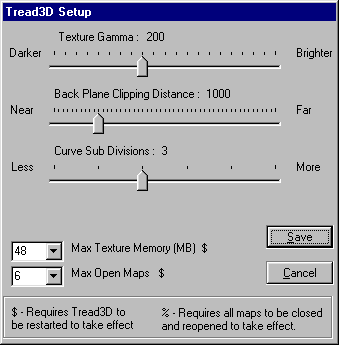 Tread3D Setup
Texture Gamma : 200
Darker
Brighter
Back Plane Clipping Distance : 1000
Near
Far
Curve Sub Divisions : 3
Less
More
Save
48
Max Texture Memory (MB) $
6
Max Open Maps $
Cancel
$ - Requires Tread3D to
be restarted to take effect
% - Requires all maps to be closed
and reopened to take effect.